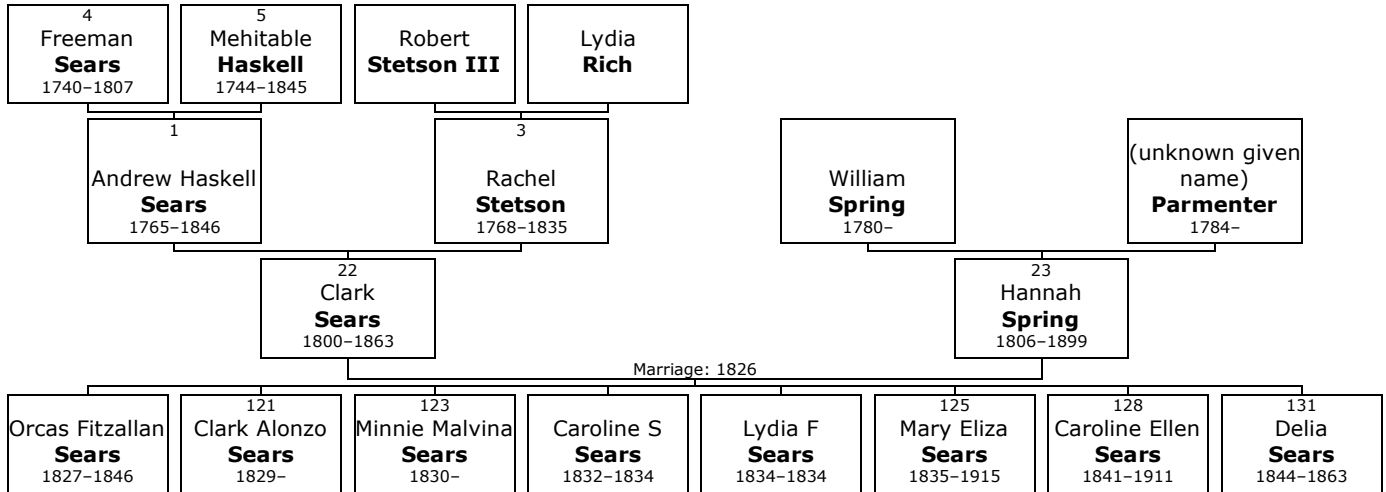 4
Freeman
Sears
1740–1807
5
Mehitable
Haskell
1744–1845
Robert
Stetson III
Lydia
Rich
1
Andrew Haskell
Sears
1765–1846
3
Rachel
Stetson
1768–1835
William
Spring
1780–
(unknown given
name)
Parmenter
1784–
22
Clark
Sears
1800–1863
23
Hannah
Spring
1806–1899
Marriage: 1826
Orcas Fitzallan
Sears
1827–1846
121
Clark Alonzo
Sears
1829–
123
Minnie Malvina
Sears
1830–
Caroline S
Sears
1832–1834
Lydia F
Sears
1834–1834
125
Mary Eliza
Sears
1835–1915
128
Caroline Ellen
Sears
1841–1911
131
Delia
Sears
1844–1863